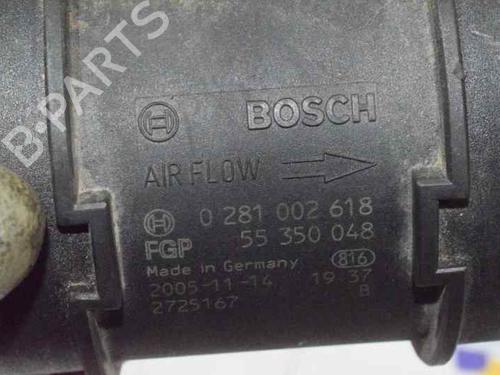 B-PARTS
BOSCH
AIR FLOW
0 281 002 618
FGP 55 350 048
Made in Germany 816
2005-11-14 19 37
2725167 B